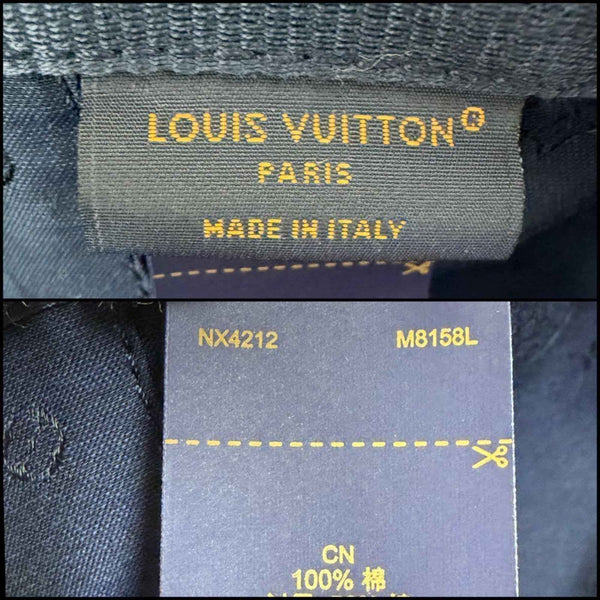 LOUIS VUITTON®
PARIS
MADE IN ITALY
NX4212 M8158L
CN
100% 棉